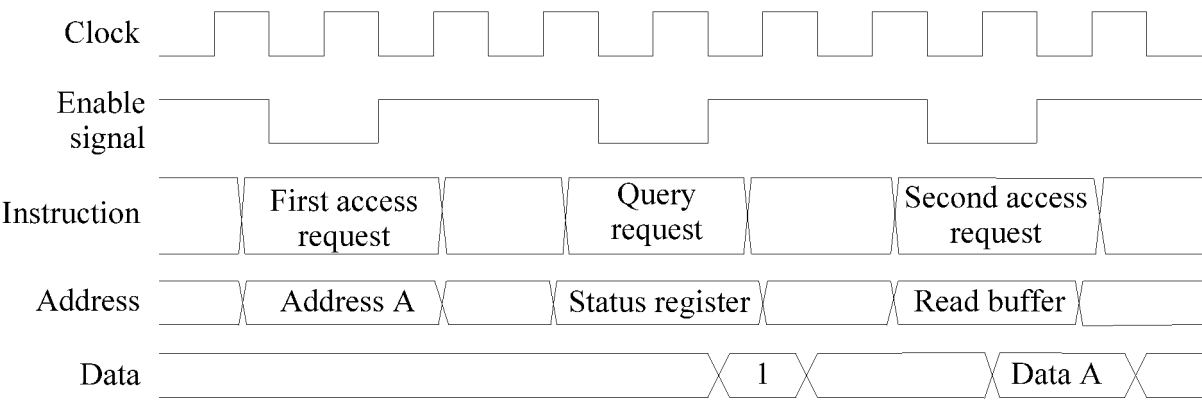 Clock
Enable
signal
Instruction
First access
request
Query
request
Second access
request
Address
Address A
Status register
Read buffer
Data
1
Data A